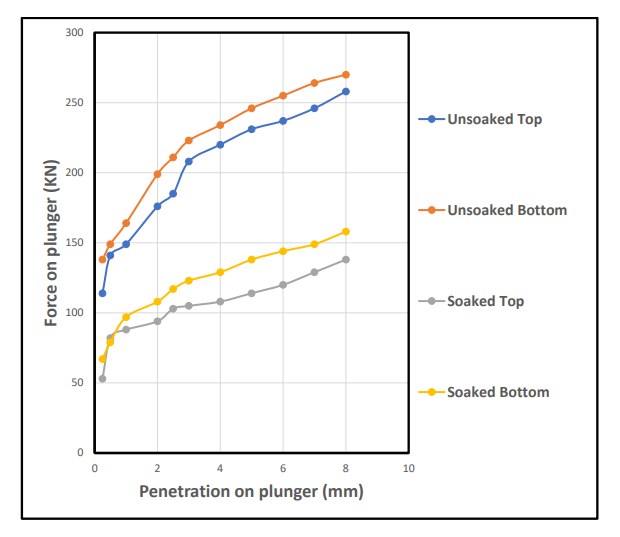 300
250
200
150
100
50
0
0 2 4 6 8 10
Force on plunger (KN)
Penetration on plunger (mm)
Unsoaked Top
Unsoaked Bottom
Soaked Top
Soaked Bottom